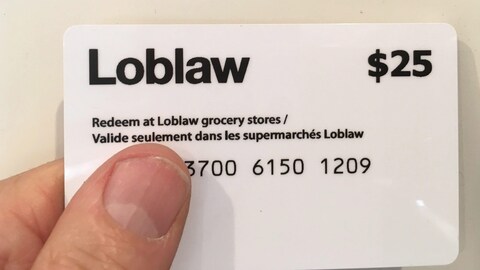 Loblaw $25
Redeem at Loblaw grocery stores /
Valide seulement dans les supermarchés Loblaw
3700 6150 1209